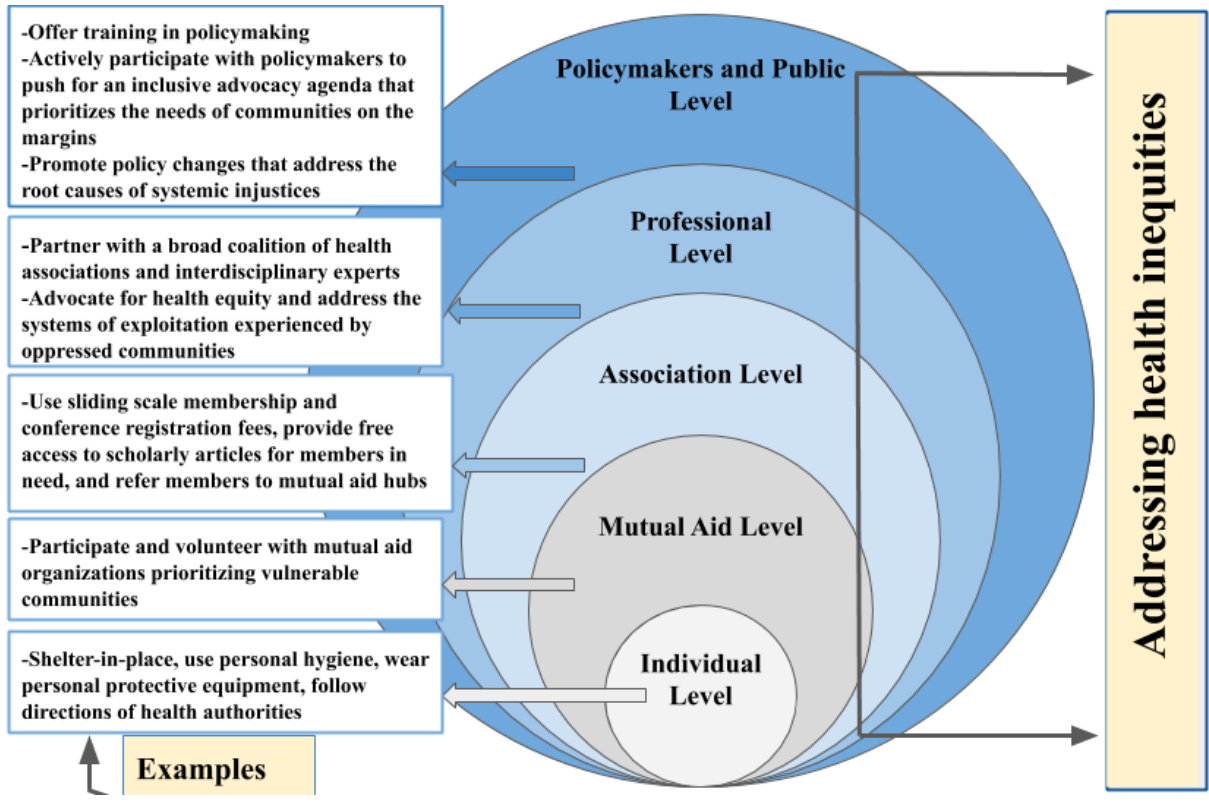 -Offer training in policymaking
-Actively participate with policymakers to
push for an inclusive advocacy agenda that
prioritizes the needs of communities on the
margins
-Promote policy changes that address the
root causes of systemic injustices
-Partner with a broad coalition of health
associations and interdisciplinary experts
-Advocate for health equity and address the
systems of exploitation experienced by
oppressed communities
-Use sliding scale membership and
conference registration fees, provide free
access to scholarly articles for members in
need, and refer members to mutual aid hubs
-Participate and volunteer with mutual aid
organizations prioritizing vulnerable
communities
-Shelter-in-place, use personal hygiene, wear
personal protective equipment, follow
directions of health authorities
Examples
Policymakers and Public
Level
Professional
Level
Association Level
Mutual Aid Level
Individual
Level
Addressing health inequities